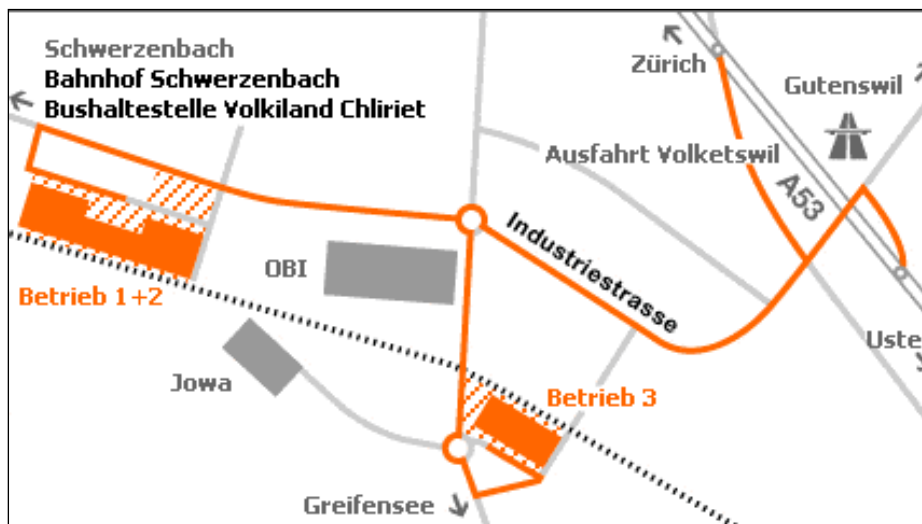 Schwerzenbach
Bahnhof Schwerzenbach
Bushaltestelle Volkiland Chliriet
Zürich
Gutenswil
Ausfahrt Volketswil
A53
Industriestrasse
OBI
Betrieb 1+2
Uste
Jowa
Betrieb 3
Greifensee